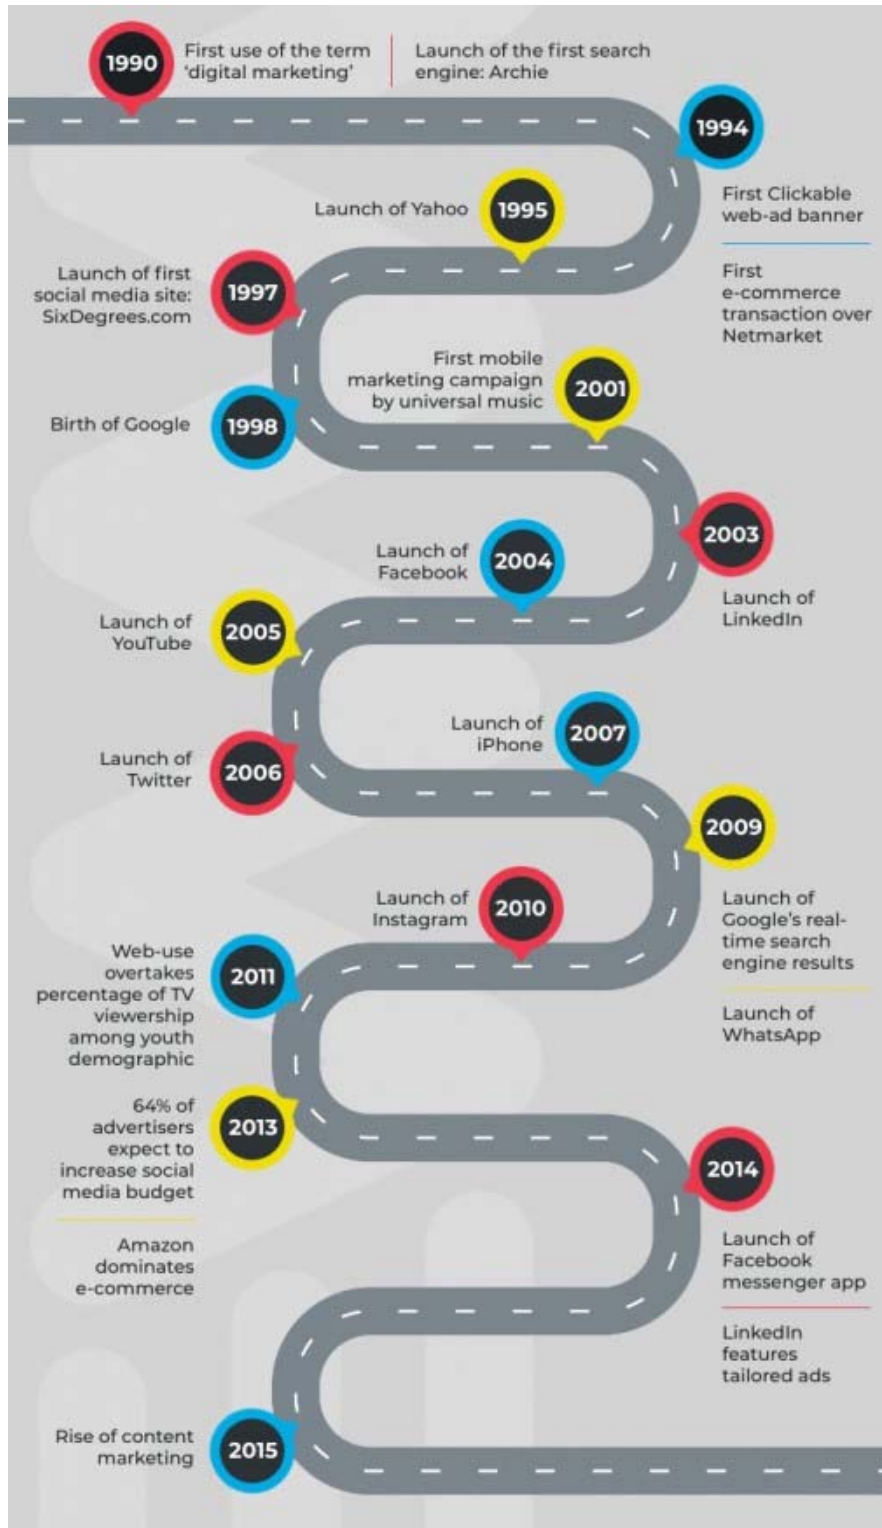 1990
First use of the term
‘digital marketing’
Launch of the first search
engine: Archie
1994
First Clickable
web-ad banner
First
e-commerce
transaction over
Netmarket
Launch of Yahoo
1995
Launch of first
social media site:
SixDegrees.com
1997
Birth of Google
1998
First mobile
marketing campaign
by universal music
2001
2003
Launch of
LinkedIn
Launch of
Facebook
2004
Launch of
YouTube
2005
Launch of
Twitter
2006
Launch of
iPhone
2007
2009
Launch of
Google’s real-
time search
engine results
Launch of
WhatsApp
Launch of
Instagram
2010
Web-use
overtakes
percentage of TV
viewership
among youth
demographic
2011
64% of
advertisers
expect to
increase social
media budget
2013
Amazon
dominates
e-commerce
2014
Launch of
Facebook
messenger app
LinkedIn
features
tailored ads
Rise of content
marketing
2015